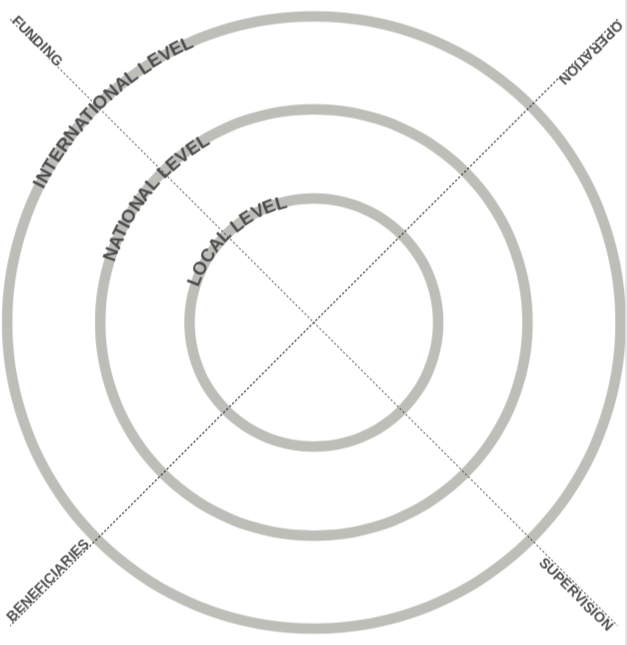 FUNDING
OPERATION
INTERNATIONAL LEVEL
NATIONAL LEVEL
LOCAL LEVEL
BENEFICIARIES
SUPERVISION